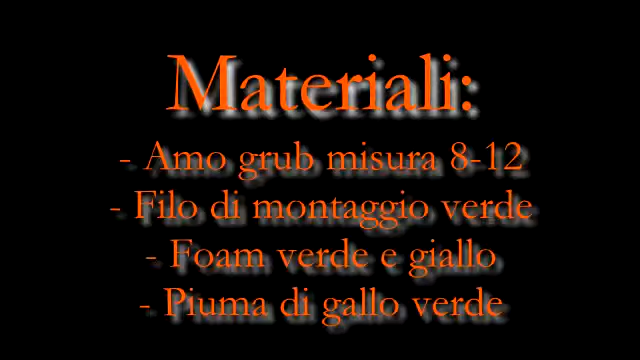 Materiali:
- Amo grub misura 8-12
- Filo di montaggio verde
- Foam verde e giallo
- Piuma di gallo verde